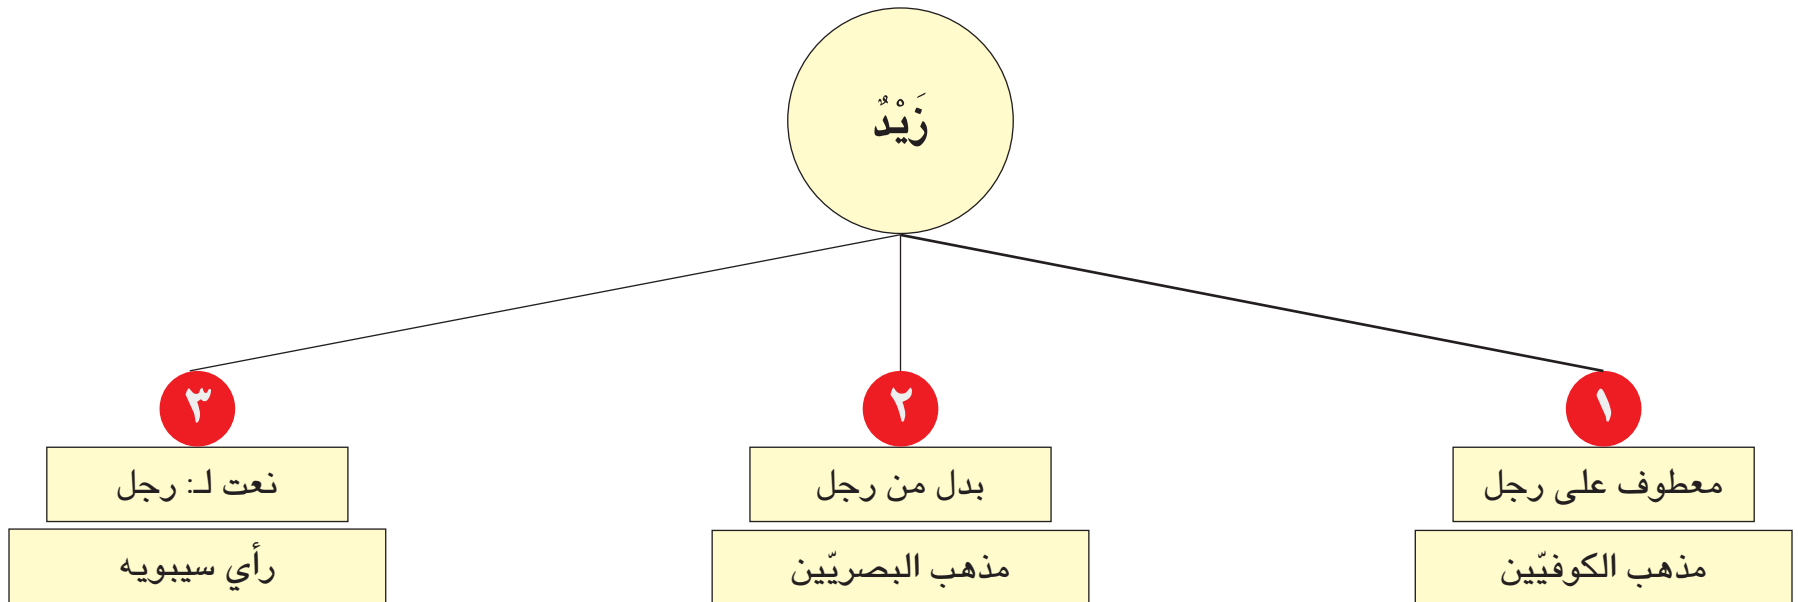 زَيْدٌ
١
معطوف على رجل
مذهب الكوفيّين
٢
بدل من رجل
مذهب البصريّين
٣
نعت لـ: رجل
رأي سيبويه